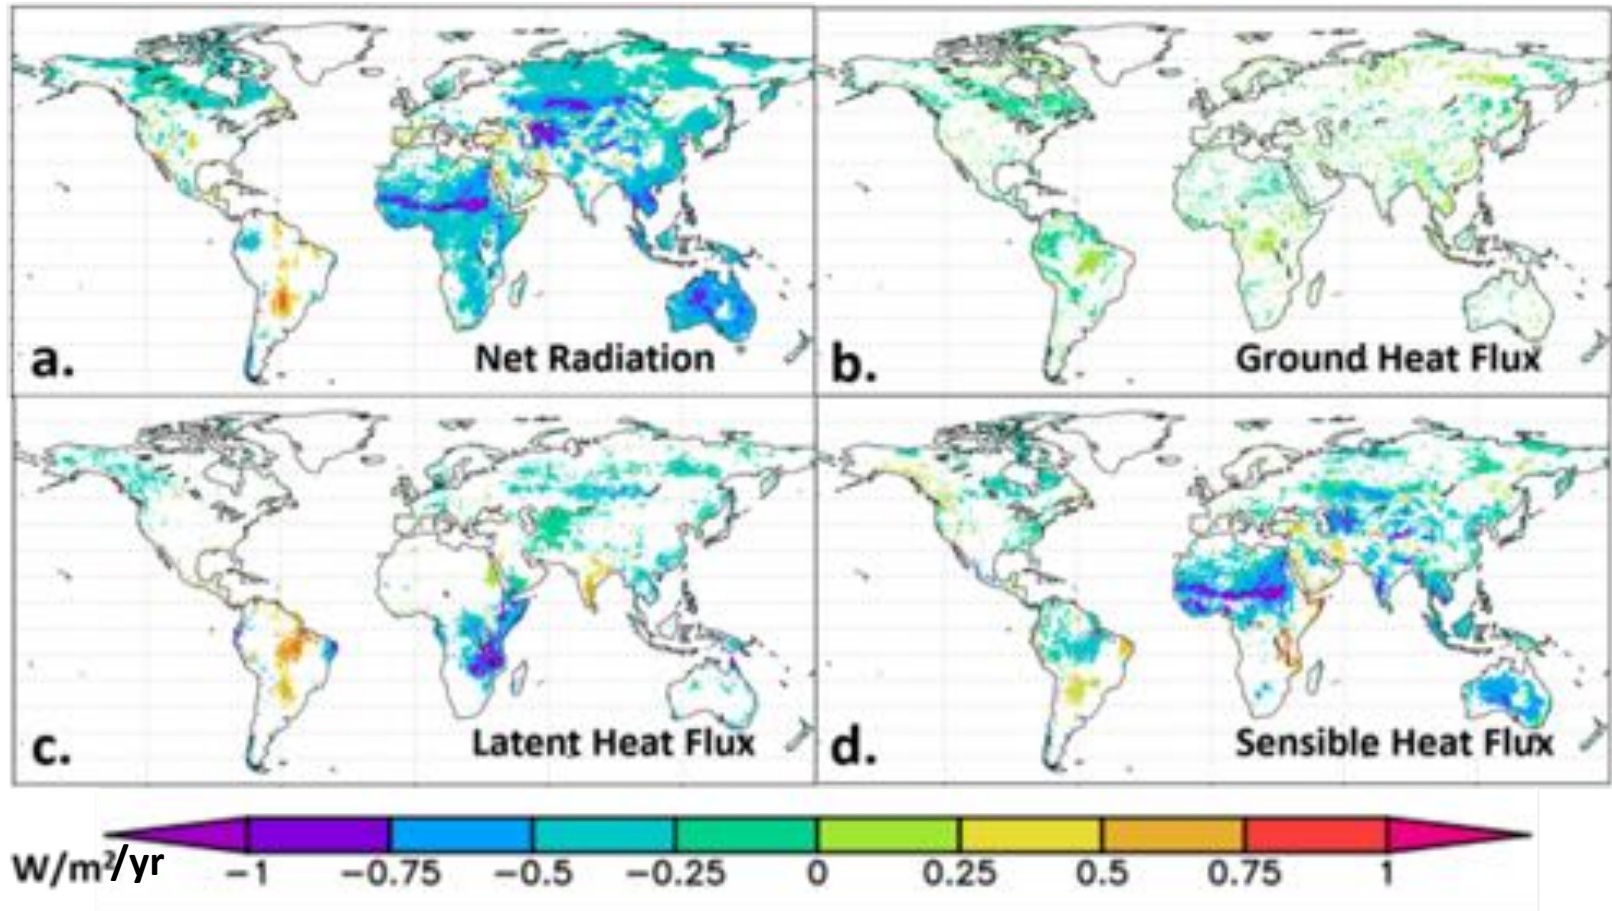 a.
Net Radiation
b.
Ground Heat Flux
c.
Latent Heat Flux
d.
Sensible Heat Flux
W/m²/yr
−1 −0.75 −0.5 −0.25 0 0.25 0.5 0.75 1